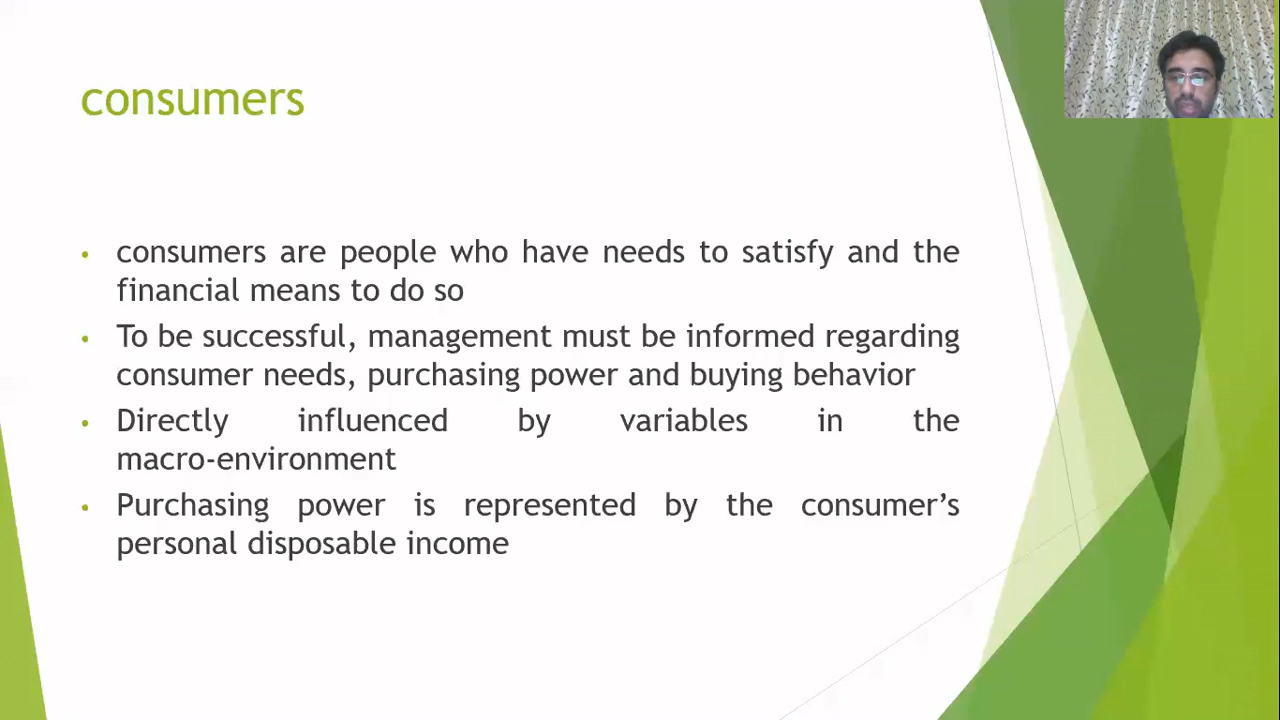 consumers
• consumers are people who have needs to satisfy and the
financial means to do so
• To be successful, management must be informed regarding
consumer needs, purchasing power and buying behavior
• Directly influenced by variables in the
macro-environment
• Purchasing power is represented by the consumer’s
personal disposable income